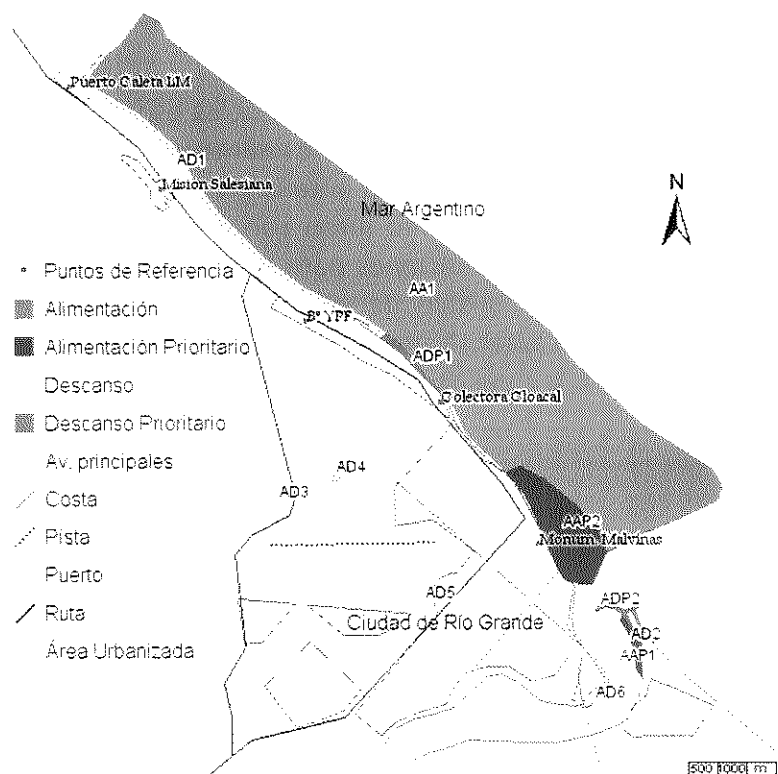 Puerto Caleta LM
AD1
Mision Salesiana
N
Mar Argentino
Puntos de Referencia
AA1
Alimentación
Bº YPF
Alimentación Prioritario
ADP1
Descanso
Colectora Cloacal
Descanso Prioritario
Av. principales
AD4
AD3
Costa
AAP2
Pista
Monum. Malvinas
Puerto
AD5
ADP2
Ruta
Ciudad de Río Grande
AD2
Área Urbanizada
AAP1
AD6
500 1000 m